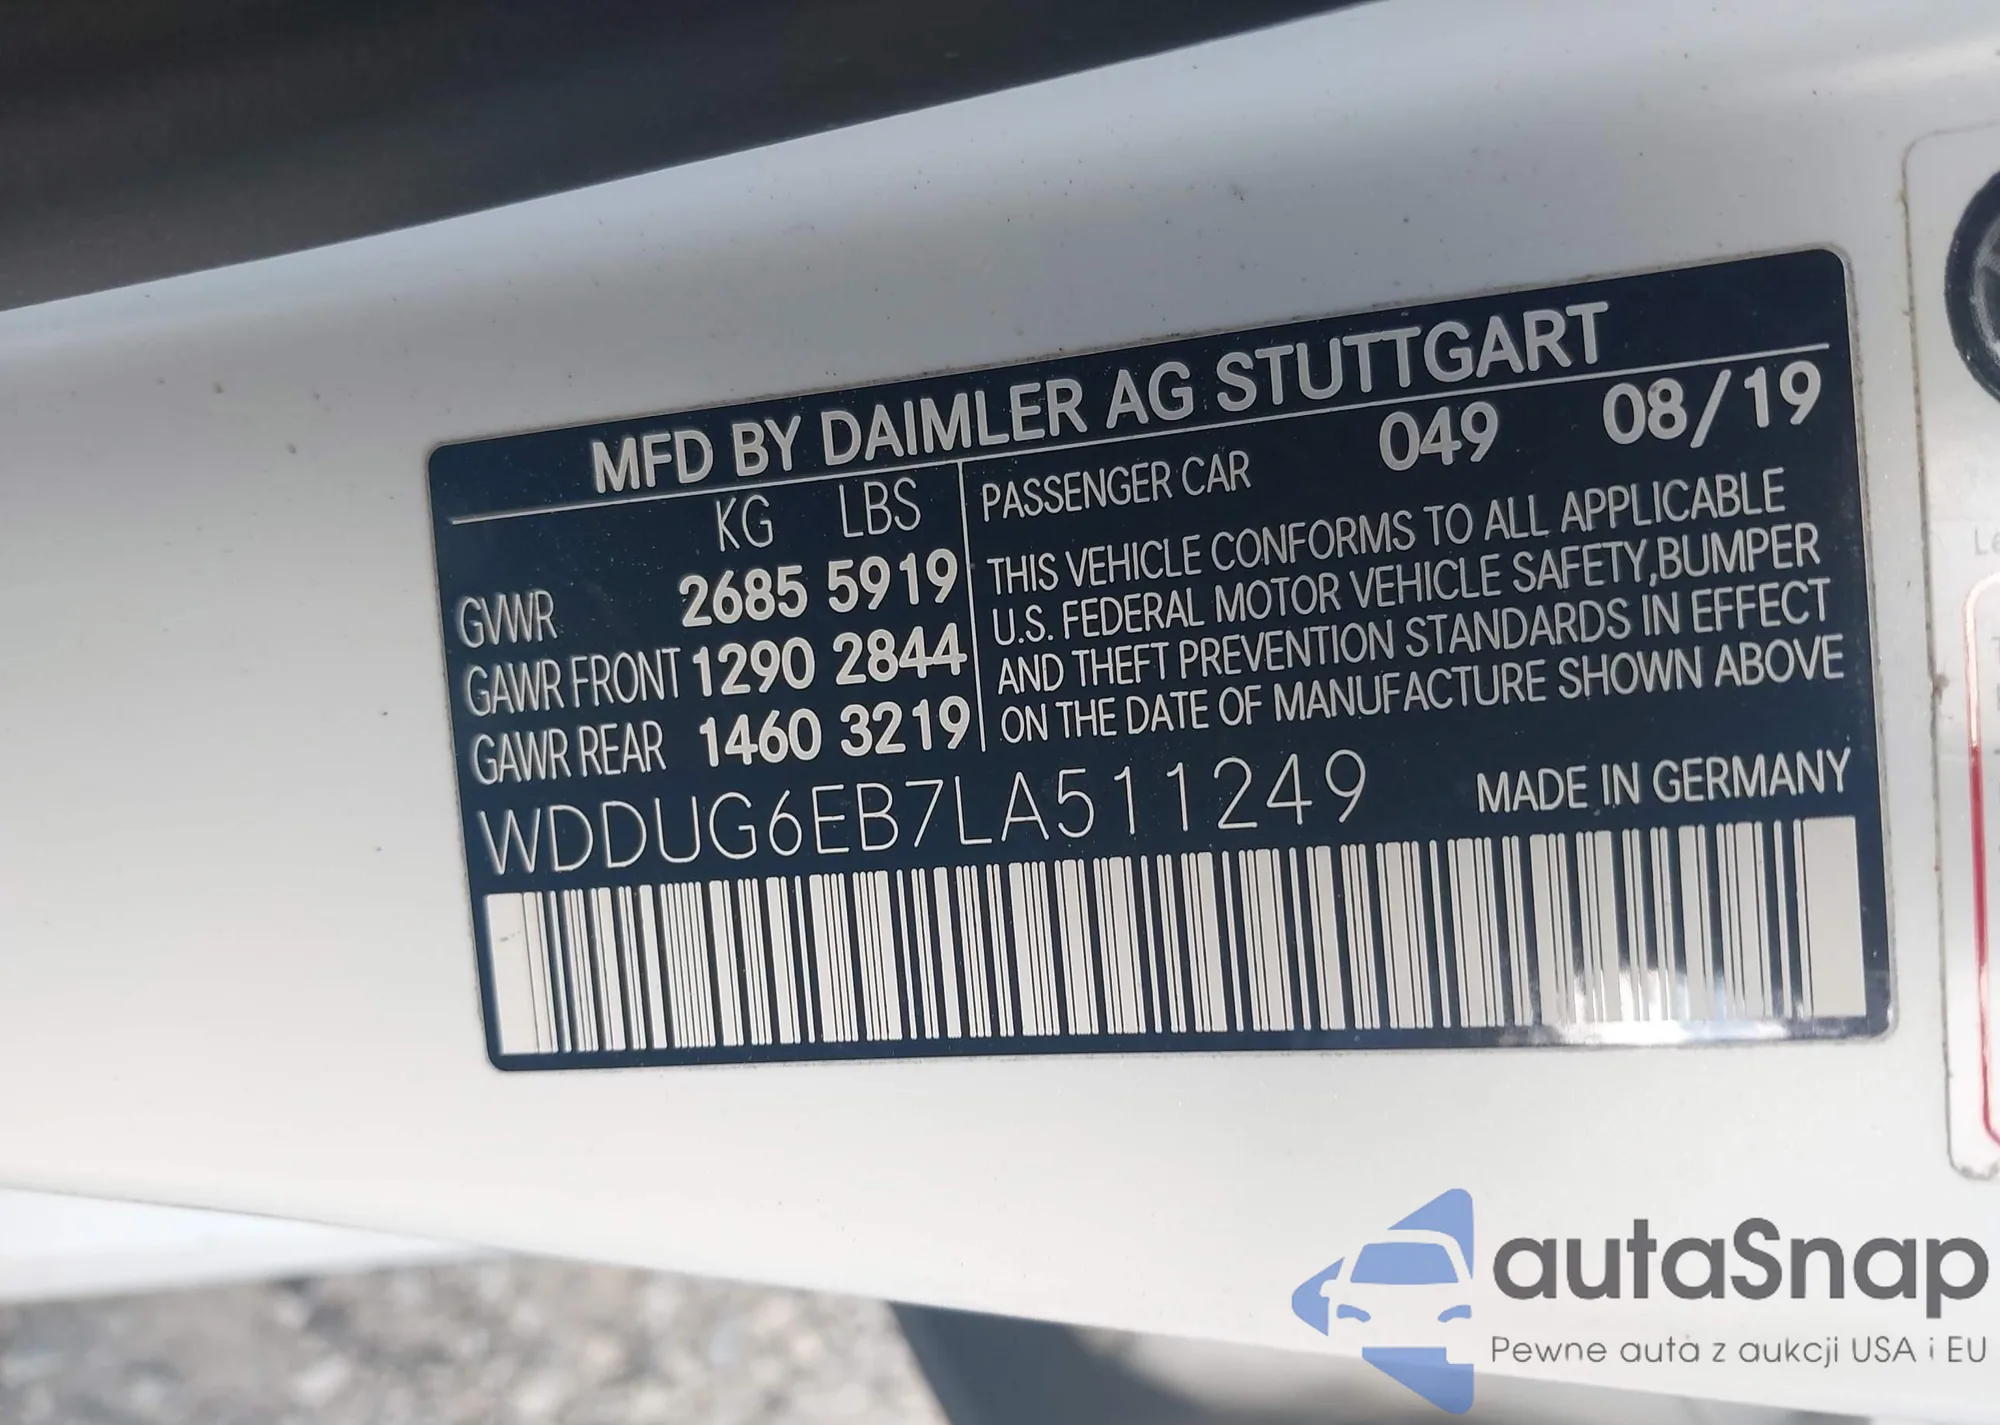 MFD BY DAIMLER AG STUTTGART
KG LBS
GVWR 2685 5919
GAWR FRONT 1290 2844
GAWR REAR 1460 3219
PASSENGER CAR 049 08/19
THIS VEHICLE CONFORMS TO ALL APPLICABLE
U.S. FEDERAL MOTOR VEHICLE SAFETY, BUMPER
AND THEFT PREVENTION STANDARDS IN EFFECT
ON THE DATE OF MANUFACTURE SHOWN ABOVE
WDDUG6EB7LA511249 MADE IN GERMANY
autaSnap
Pewne auta z aukcji USA i EU